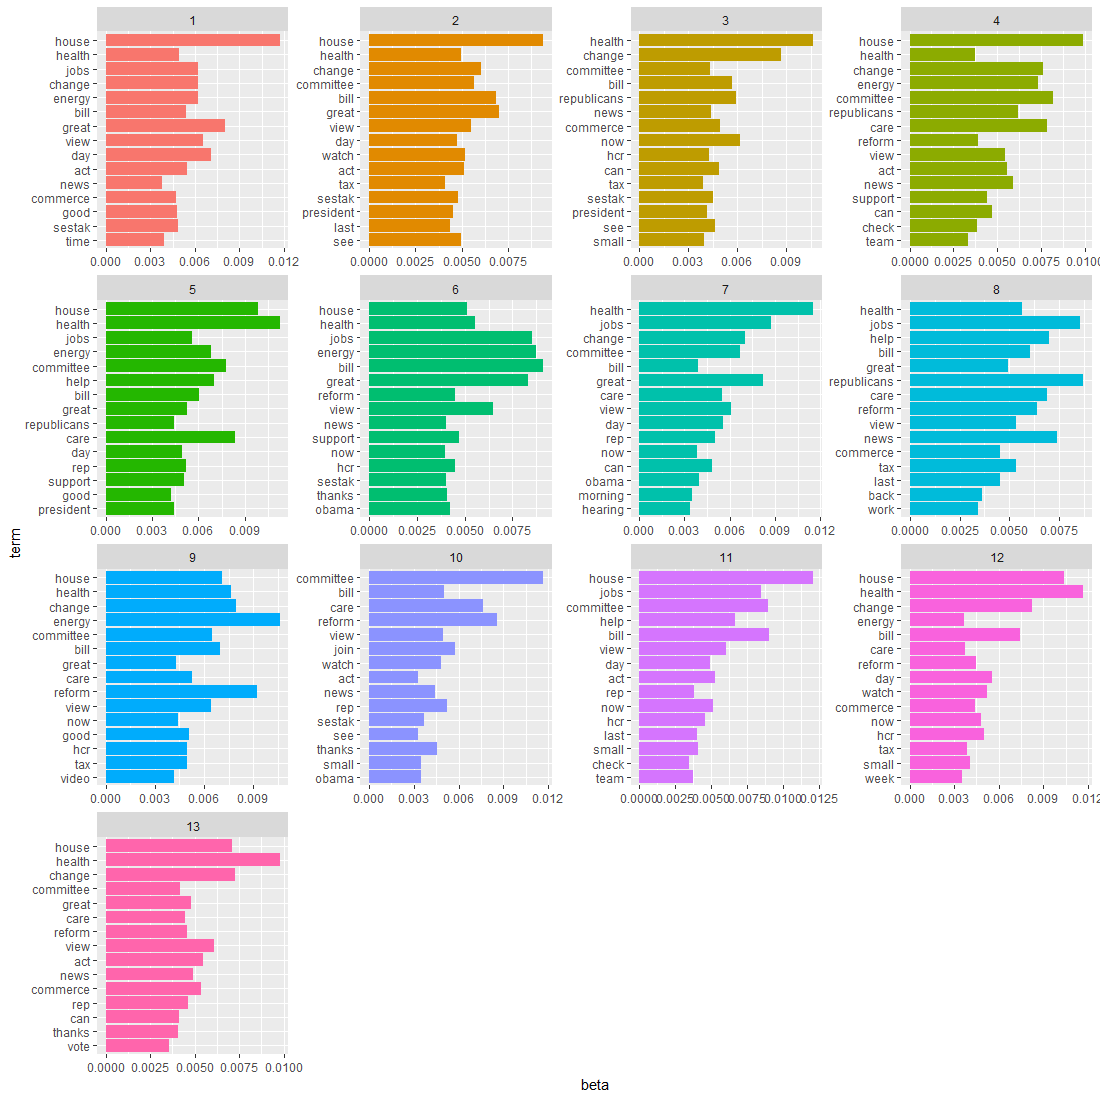 1
house
health
jobs
change
energy
bill
great
view
day
act
news
commerce
good
sestak
time
0.000 0.003 0.006 0.009 0.012
2
house
health
change
committee
bill
great
view
day
watch
act
tax
sestak
president
last
see
0.000 0.0025 0.0050 0.0075
3
health
change
committee
bill
republicans
news
commerce
now
hcr
can
tax
sestak
president
see
small
0.000 0.003 0.006 0.009
4
house
health
change
energy
committee
republicans
care
reform
view
act
news
support
can
check
team
0.0000 0.0025 0.0050 0.0075 0.0100
5
house
health
jobs
energy
committee
help
bill
great
republicans
care
day
rep
support
good
president
0.000 0.003 0.006 0.009
6
house
health
jobs
energy
bill
great
reform
view
news
support
now
hcr
sestak
thanks
obama
0.0000 0.0025 0.0050 0.0075
7
health
jobs
change
committee
bill
great
care
view
day
rep
now
can
obama
morning
hearing
0.000 0.003 0.006 0.009 0.012
8
health
jobs
help
bill
great
republicans
care
reform
view
news
commerce
tax
last
back
work
0.0000 0.0025 0.0050 0.0075
9
house
health
change
energy
committee
bill
great
care
reform
view
now
good
hcr
tax
video
0.000 0.003 0.006 0.009
10
committee
bill
care
reform
view
join
watch
act
news
rep
sestak
see
thanks
small
obama
0.000 0.003 0.006 0.009 0.012
11
house
jobs
committee
help
bill
view
day
act
rep
now
hcr
last
small
check
team
0.0000 0.0025 0.0050 0.0075 0.0100 0.0125
12
house
health
change
energy
bill
care
reform
day
watch
commerce
now
hcr
tax
small
week
0.000 0.003 0.006 0.009 0.012
13
house
health
change
committee
great
care
reform
view
act
news
commerce
rep
can
thanks
vote
0.0000 0.0025 0.0050 0.0075 0.0100
term
beta